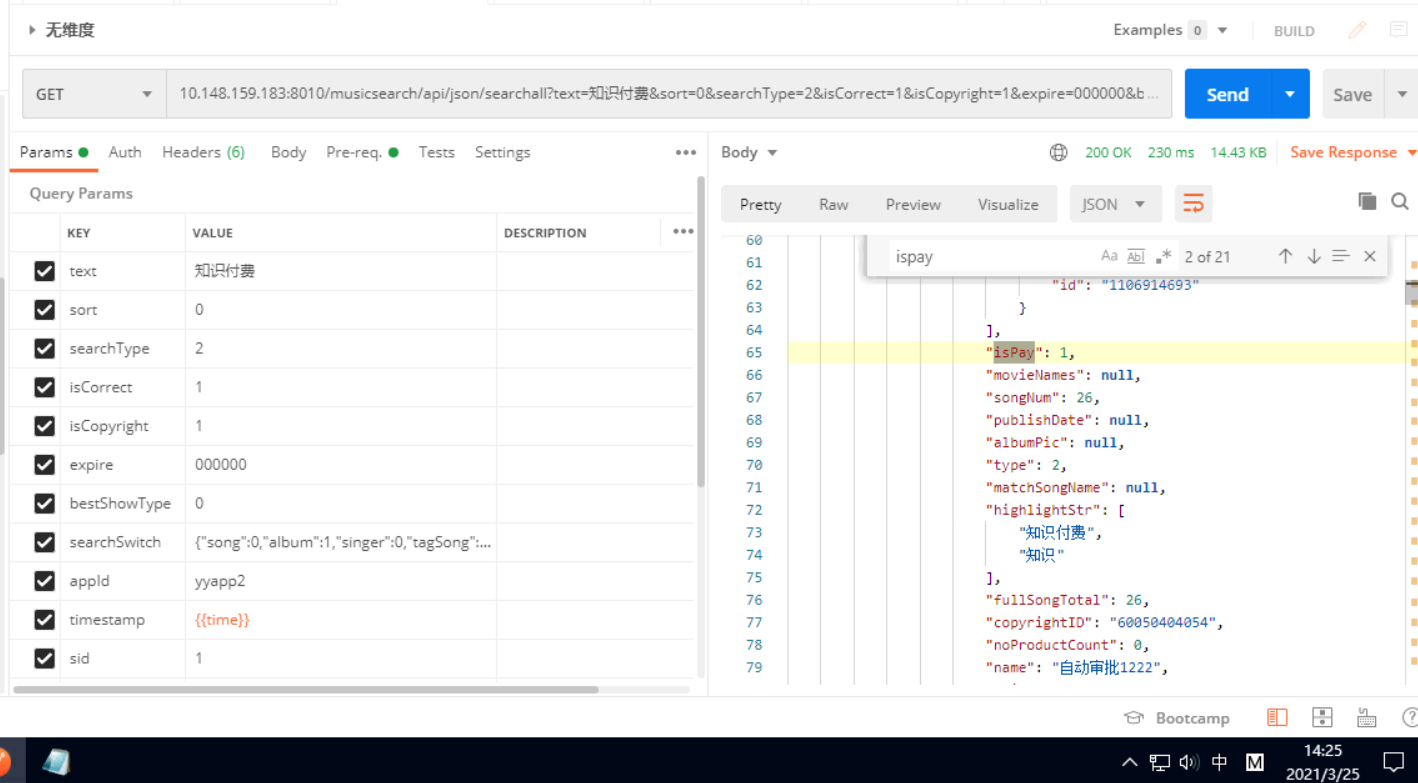 无维度
Examples 0
BUILD
GET
10.148.159.183:8010/musicsearch/api/json/searchall?text=知识付费&sort=0&searchType=2&isCorrect=1&isCopyright=1&expire=000000&b...
Send
Save
Params
Auth
Headers (6)
Body
Pre-req.
Tests
Settings
Query Params
KEY VALUE DESCRIPTION
text 知识付费
sort 0
searchType 2
isCorrect 1
isCopyright 1
expire 000000
bestShowType 0
searchSwitch {"song":0,"album":1,"singer":0,"tagSong":...
appId yyapp2
timestamp {{time}}
sid 1
Body
200 OK 230 ms 14.43 KB Save Response
Pretty Raw Preview Visualize JSON
ispay Aa Abl .* 2 of 21
60
61
62 "id": "1106914693"
63 }
64 ],
65 "isPay": 1,
66 "movieNames": null,
67 "songNum": 26,
68 "publishDate": null,
69 "albumPic": null,
70 "type": 2,
71 "matchSongName": null,
72 "highlightStr": [
73 "知识付费",
74 "知识"
75 ],
76 "fullSongTotal": 26,
77 "copyrightID": "60050404054",
78 "noProductCount": 0,
79 "name": "自动审批1222",
Bootcamp
中 M
14:25
2021/3/25